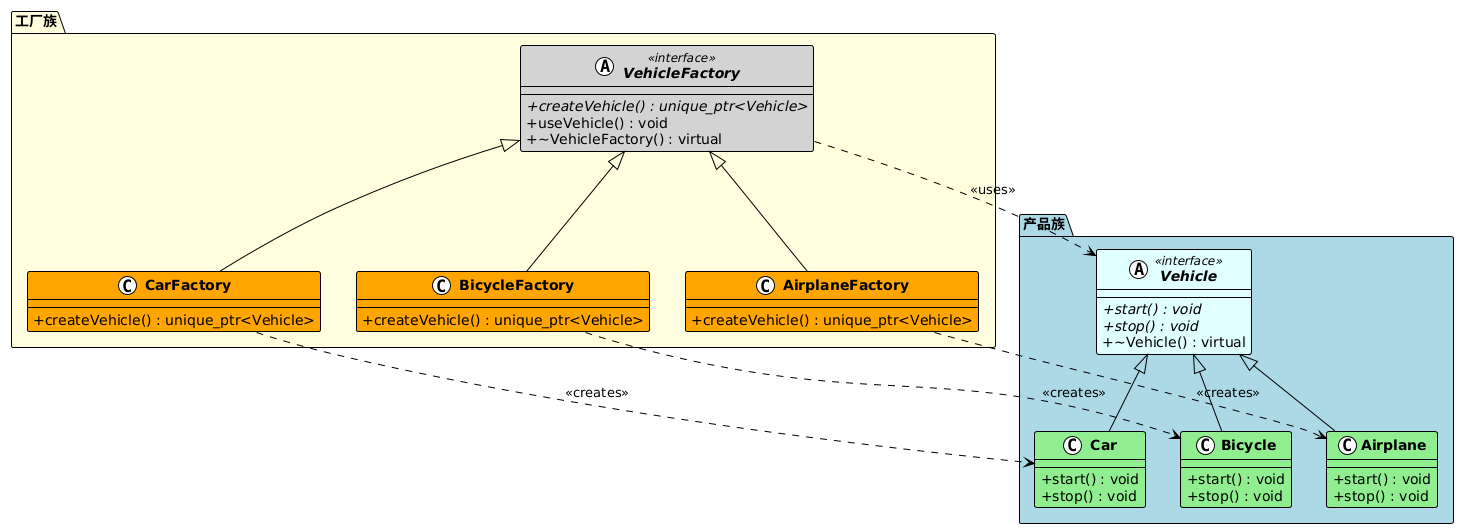 工厂族
A
«interface»
VehicleFactory
+createVehicle() : unique_ptr<Vehicle>
+useVehicle() : void
+~VehicleFactory() : virtual
«uses»
产品族
A
«interface»
Vehicle
+start() : void
+stop() : void
+~Vehicle() : virtual
C CarFactory
+createVehicle() : unique_ptr<Vehicle>
C BicycleFactory
+createVehicle() : unique_ptr<Vehicle>
C AirplaneFactory
+createVehicle() : unique_ptr<Vehicle>
«creates»
«creates»
«creates»
C Car
+start() : void
+stop() : void
C Bicycle
+start() : void
+stop() : void
C Airplane
+start() : void
+stop() : void